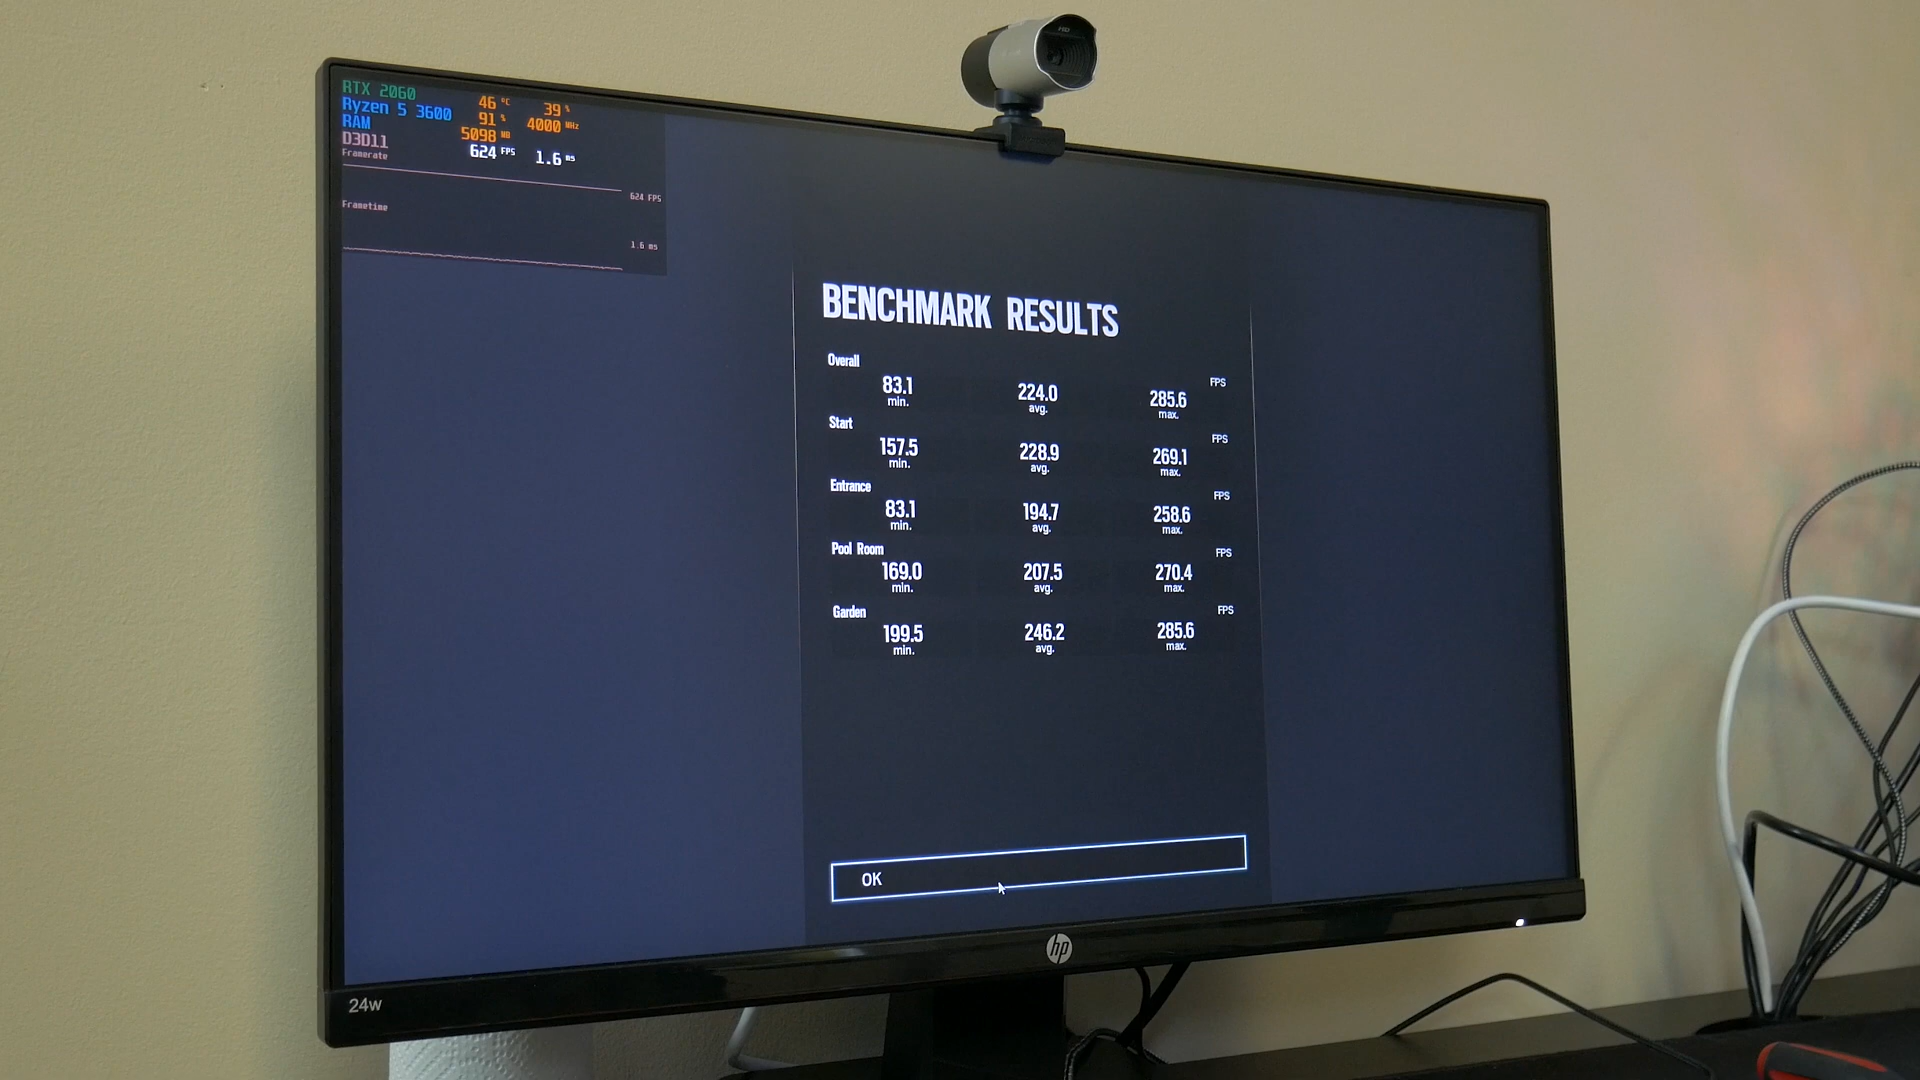 HD
RTX 2060 46 °C 39 %
Ryzen 5 3600 91 % 4000 MHz
RAM 5098 MB
D3D11 624 FPS 1.6 ms
Framerate
624 FPS
Frametime
1.6 ms
BENCHMARK RESULTS
Overall
FPS
83.1 224.0 285.6
min. avg. max.
Start
FPS
157.5 228.9 269.1
min. avg. max.
Entrance
FPS
83.1 194.7 258.6
min. avg. max.
Pool Room
FPS
169.0 207.5 270.4
min. avg. max.
Garden
FPS
199.5 246.2 285.6
min. avg. max.
OK
hp
24w